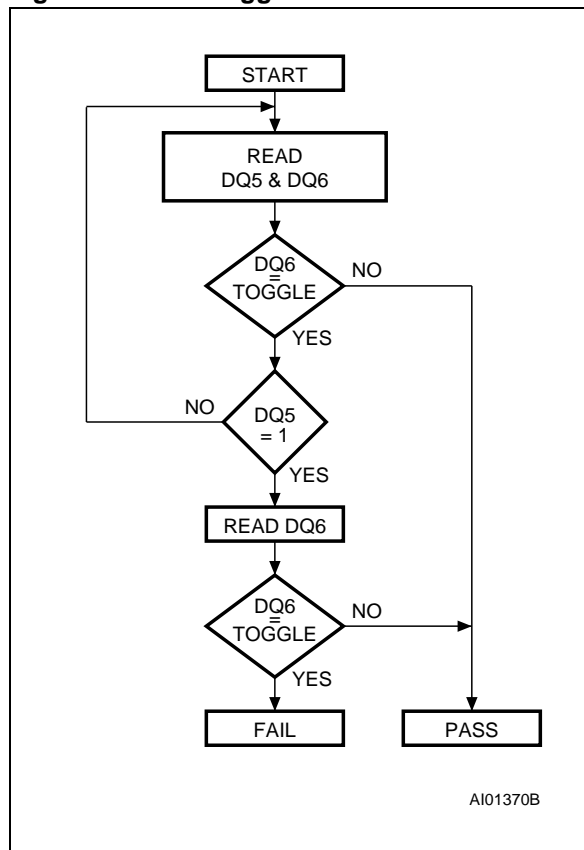 START
READ
DQ5 & DQ6
DQ6
=
TOGGLE
NO
YES
NO
DQ5
= 1
YES
READ DQ6
DQ6
=
TOGGLE
NO
YES
FAIL
PASS
AI01370B